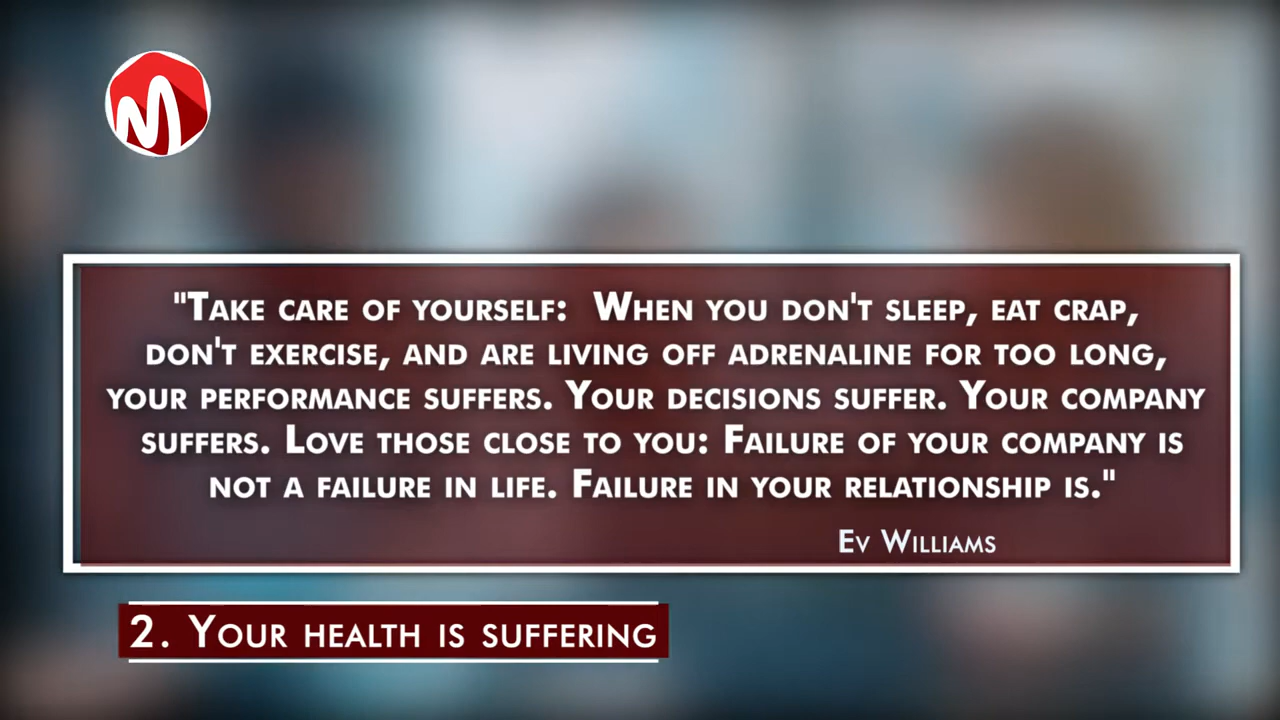 "Take care of yourself:  When you don't sleep, eat crap,
don't exercise, and are living off adrenaline for too long,
your performance suffers. Your decisions suffer. Your company
suffers. Love those close to you: Failure of your company is
not a failure in life. Failure in your relationship is."
Ev Williams
2. Your health is suffering